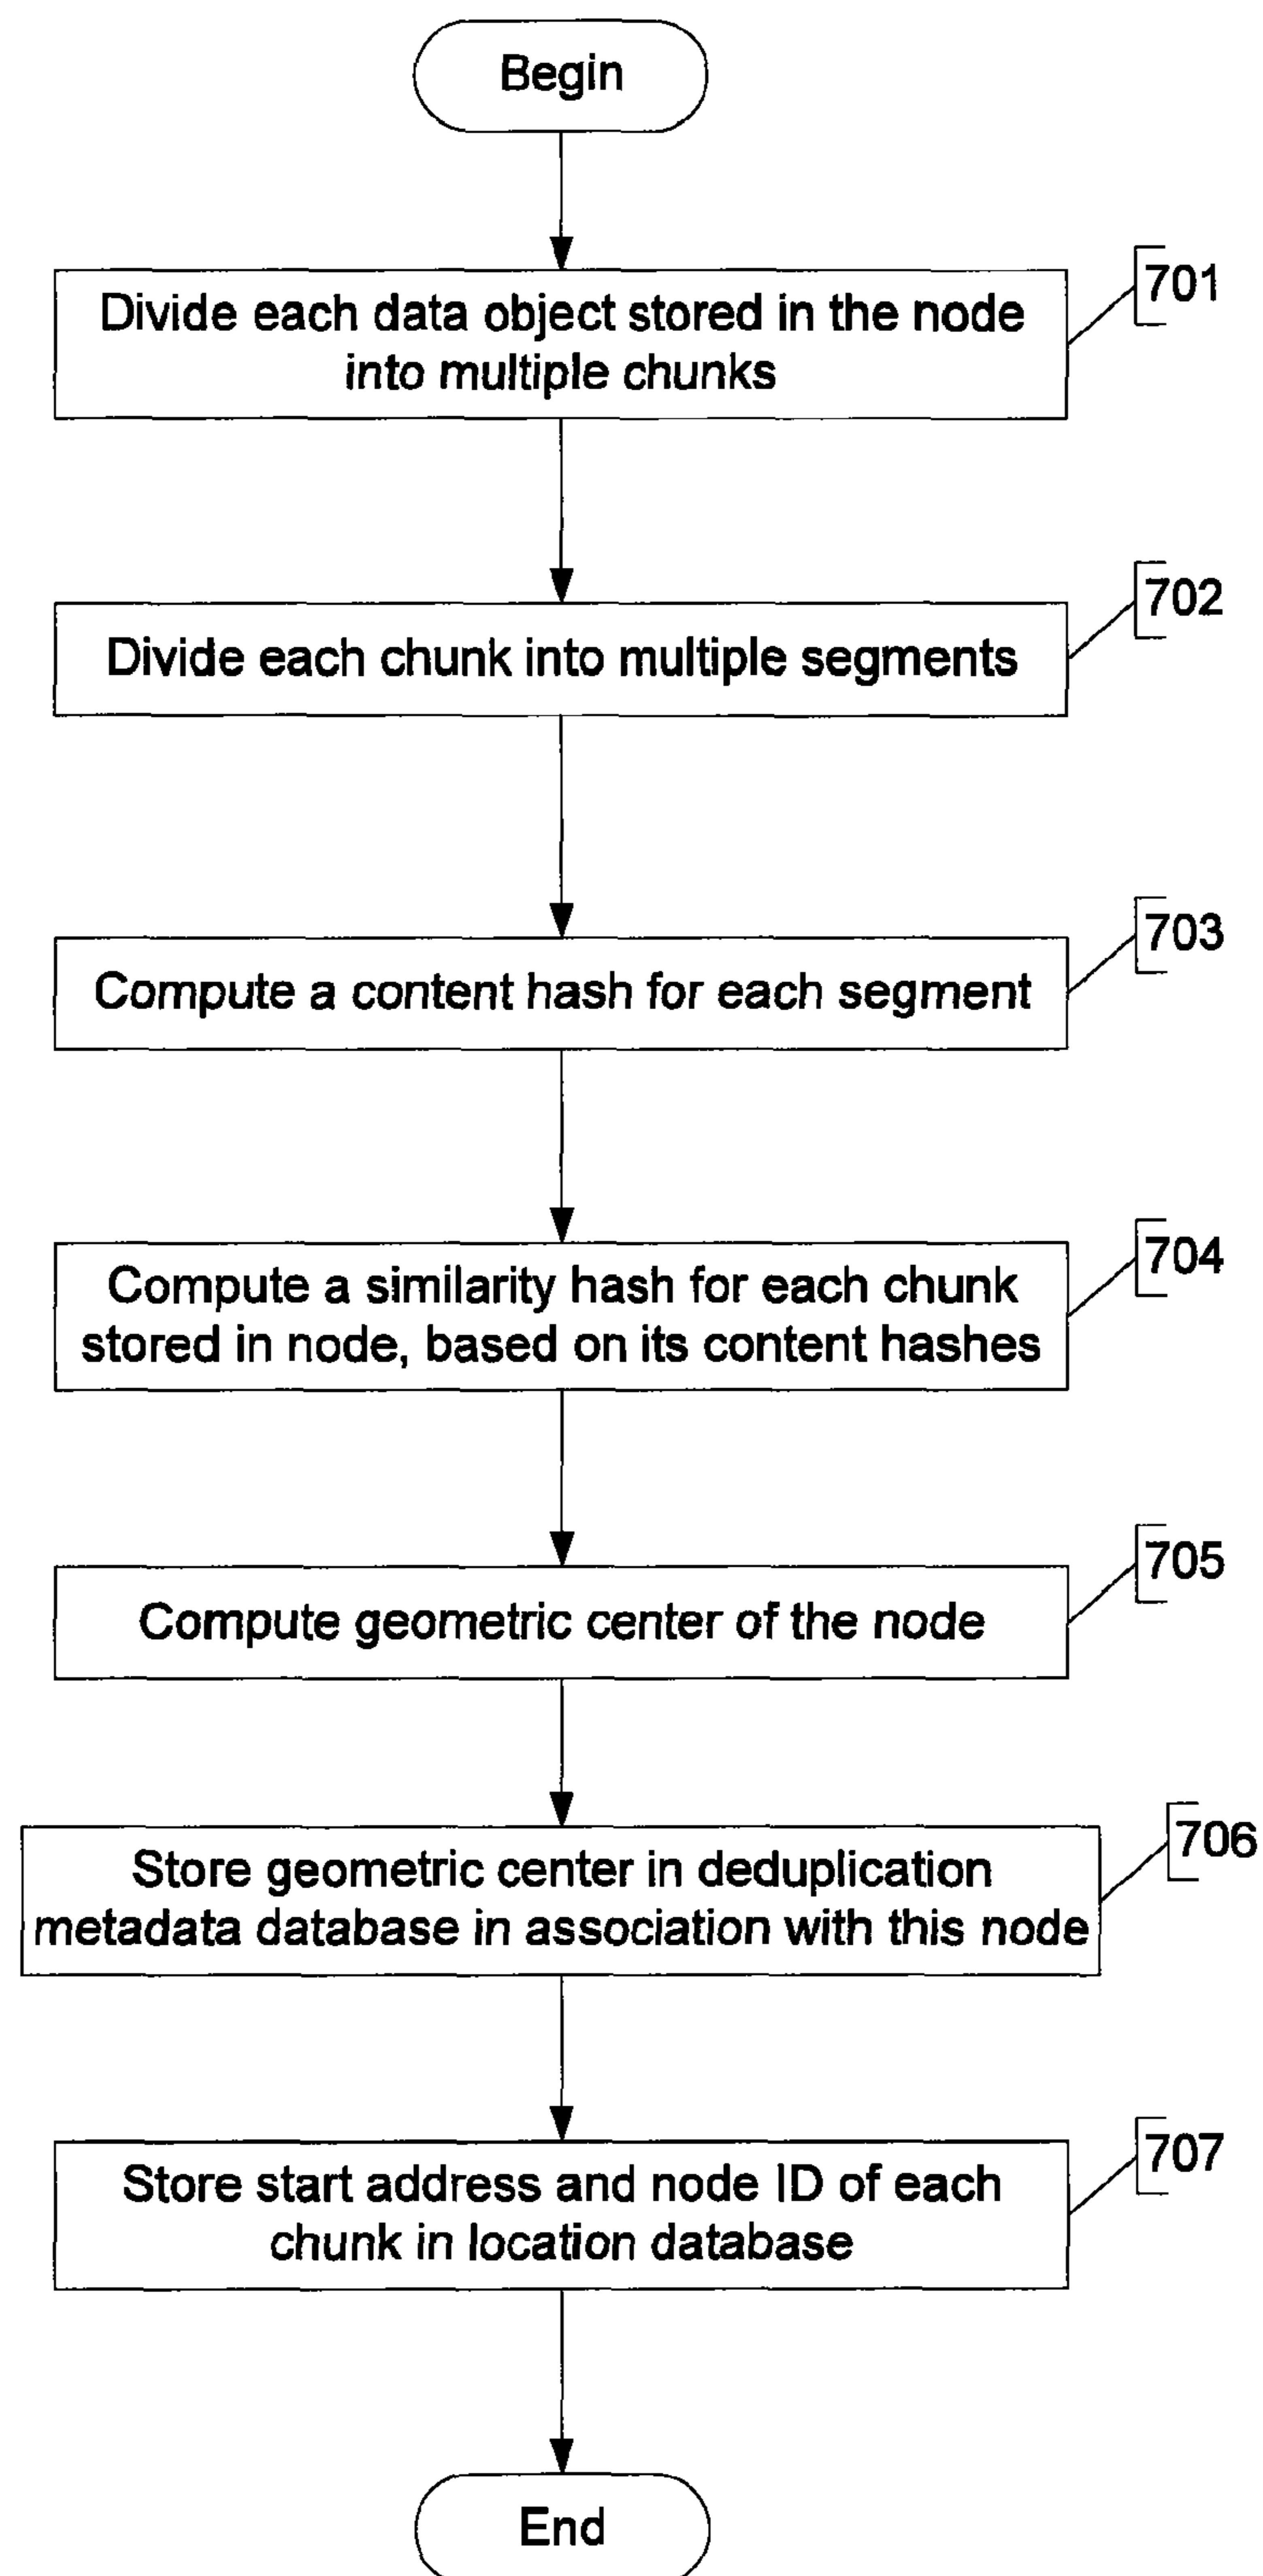 Begin
Divide each data object stored in the node
into multiple chunks
701
Divide each chunk into multiple segments
702
Compute a content hash for each segment
703
Compute a similarity hash for each chunk
stored in node, based on its content hashes
704
Compute geometric center of the node
705
Store geometric center in deduplication
metadata database in association with this node
706
Store start address and node ID of each
chunk in location database
707
End